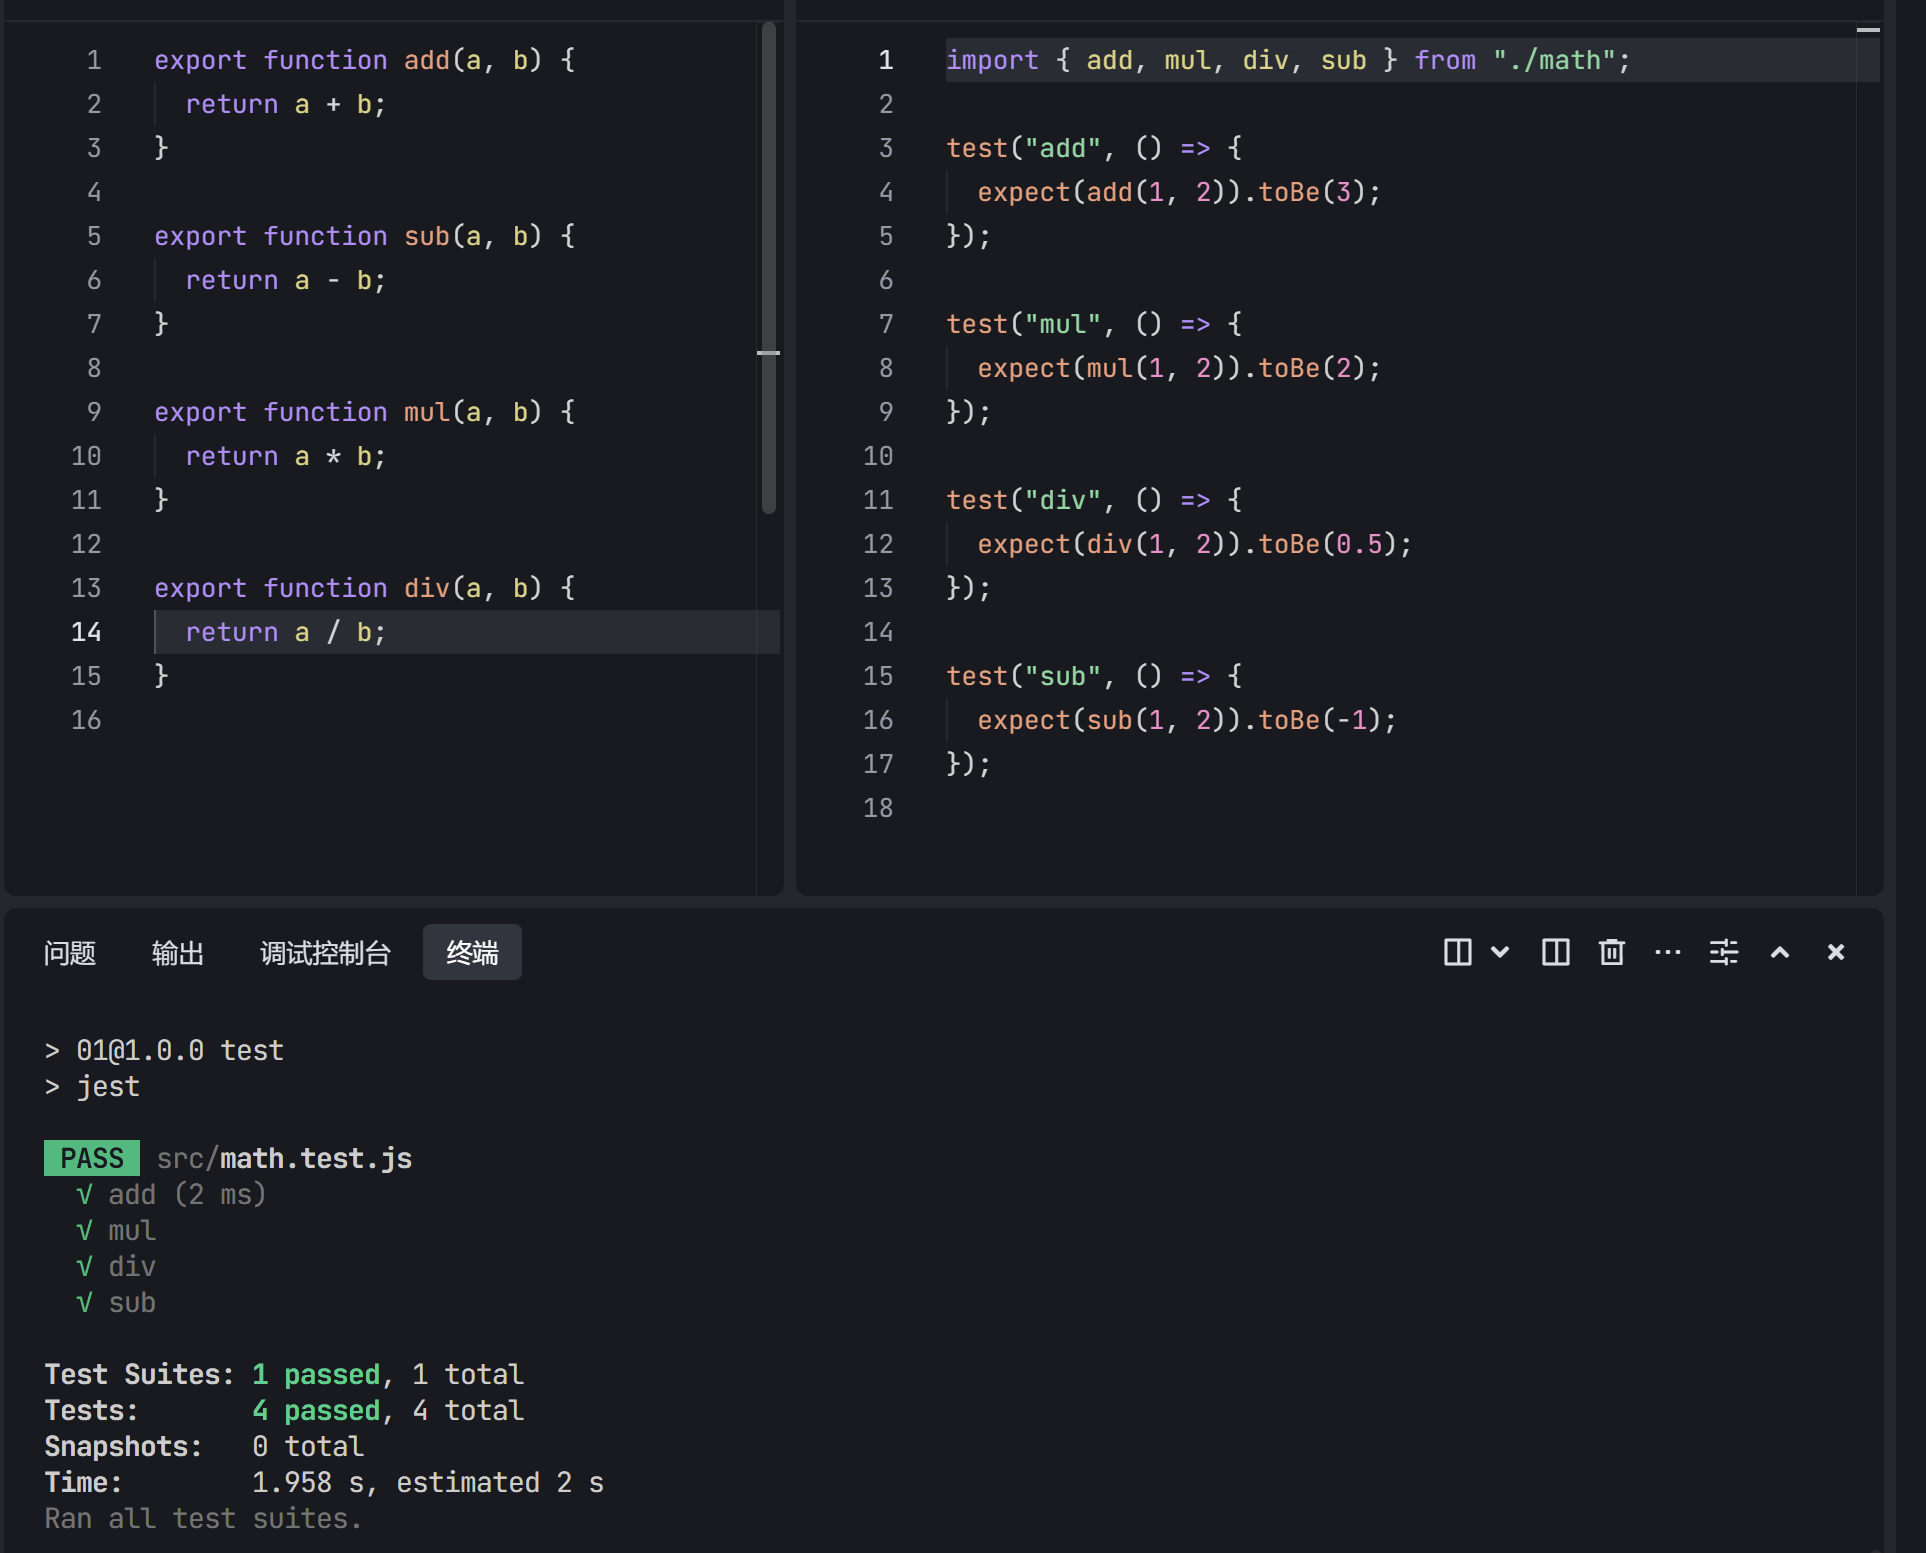 1 export function add(a, b) {
2 return a + b;
3 }
4
5 export function sub(a, b) {
6 return a - b;
7 }
8
9 export function mul(a, b) {
10 return a * b;
11 }
12
13 export function div(a, b) {
14 return a / b;
15 }
16
1 import { add, mul, div, sub } from "./math";
2
3 test("add", () => {
4 expect(add(1, 2)).toBe(3);
5 });
6
7 test("mul", () => {
8 expect(mul(1, 2)).toBe(2);
9 });
10
11 test("div", () => {
12 expect(div(1, 2)).toBe(0.5);
13 });
14
15 test("sub", () => {
16 expect(sub(1, 2)).toBe(-1);
17 });
18
问题 输出 调试控制台 终端
> 01@1.0.0 test
> jest
PASS src/math.test.js
√ add (2 ms)
√ mul
√ div
√ sub
Test Suites: 1 passed, 1 total
Tests: 4 passed, 4 total
Snapshots: 0 total
Time: 1.958 s, estimated 2 s
Ran all test suites.